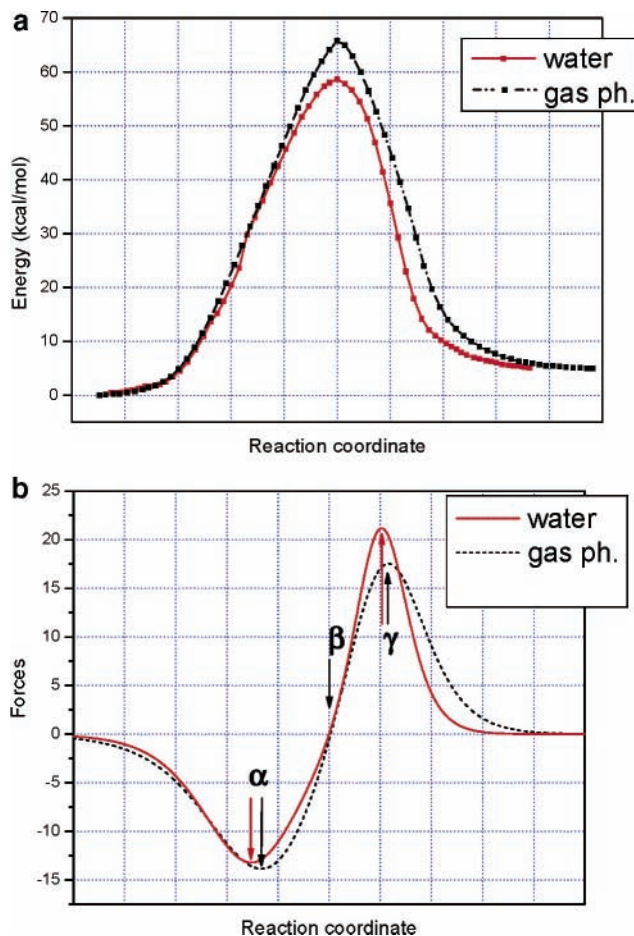 a
70
60
50
40
30
20
10
0
Energy (kcal/mol)
water
gas ph.
Reaction coordinate
b
25
20
15
10
5
0
-5
-10
-15
Forces
water
gas ph.
β
γ
α
Reaction coordinate